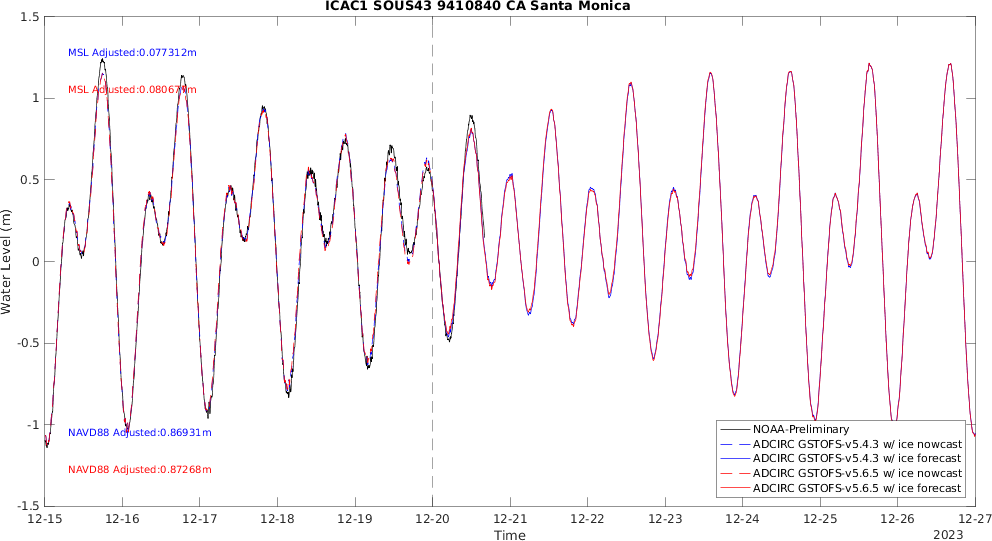 ICAC1 SOUS43 9410840 CA Santa Monica
1.5
MSL Adjusted:0.077312m
1
MSL Adjusted:
0.5
Water Level (m)
0
-0.5
-1
NAVD88 Adjusted:0.86931m
NAVD88 Adjusted:0.87268m
-1.5
NOAA-Preliminary
ADCIRC GSTOFS-v5.4.3 w/ ice nowcast
ADCIRC GSTOFS-v5.4.3 w/ ice forecast
ADCIRC GSTOFS-v5.6.5 w/ ice nowcast
ADCIRC GSTOFS-v5.6.5 w/ ice forecast
12-15 12-16 12-17 12-18 12-19 12-20 12-21 12-22 12-23 12-24 12-25 12-26 12-27
Time
2023